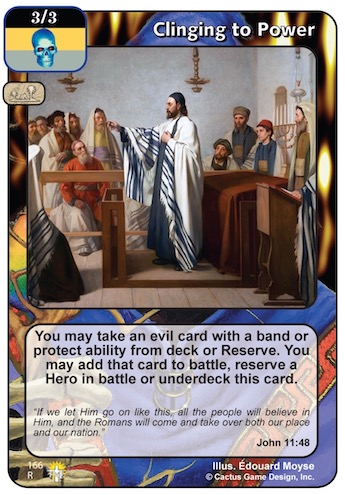 3/3
Clinging to Power
You may take an evil card with a band or
protect ability from deck or Reserve. You
may add that card to battle, reserve a
Hero in battle or underdeck this card.
"If we let Him go on like this, all the people will believe in
Him, and the Romans will come and take over both our place
and our nation."
John 11:48
166
R
Illus. Édouard Moyse
© Cactus Game Design, Inc.